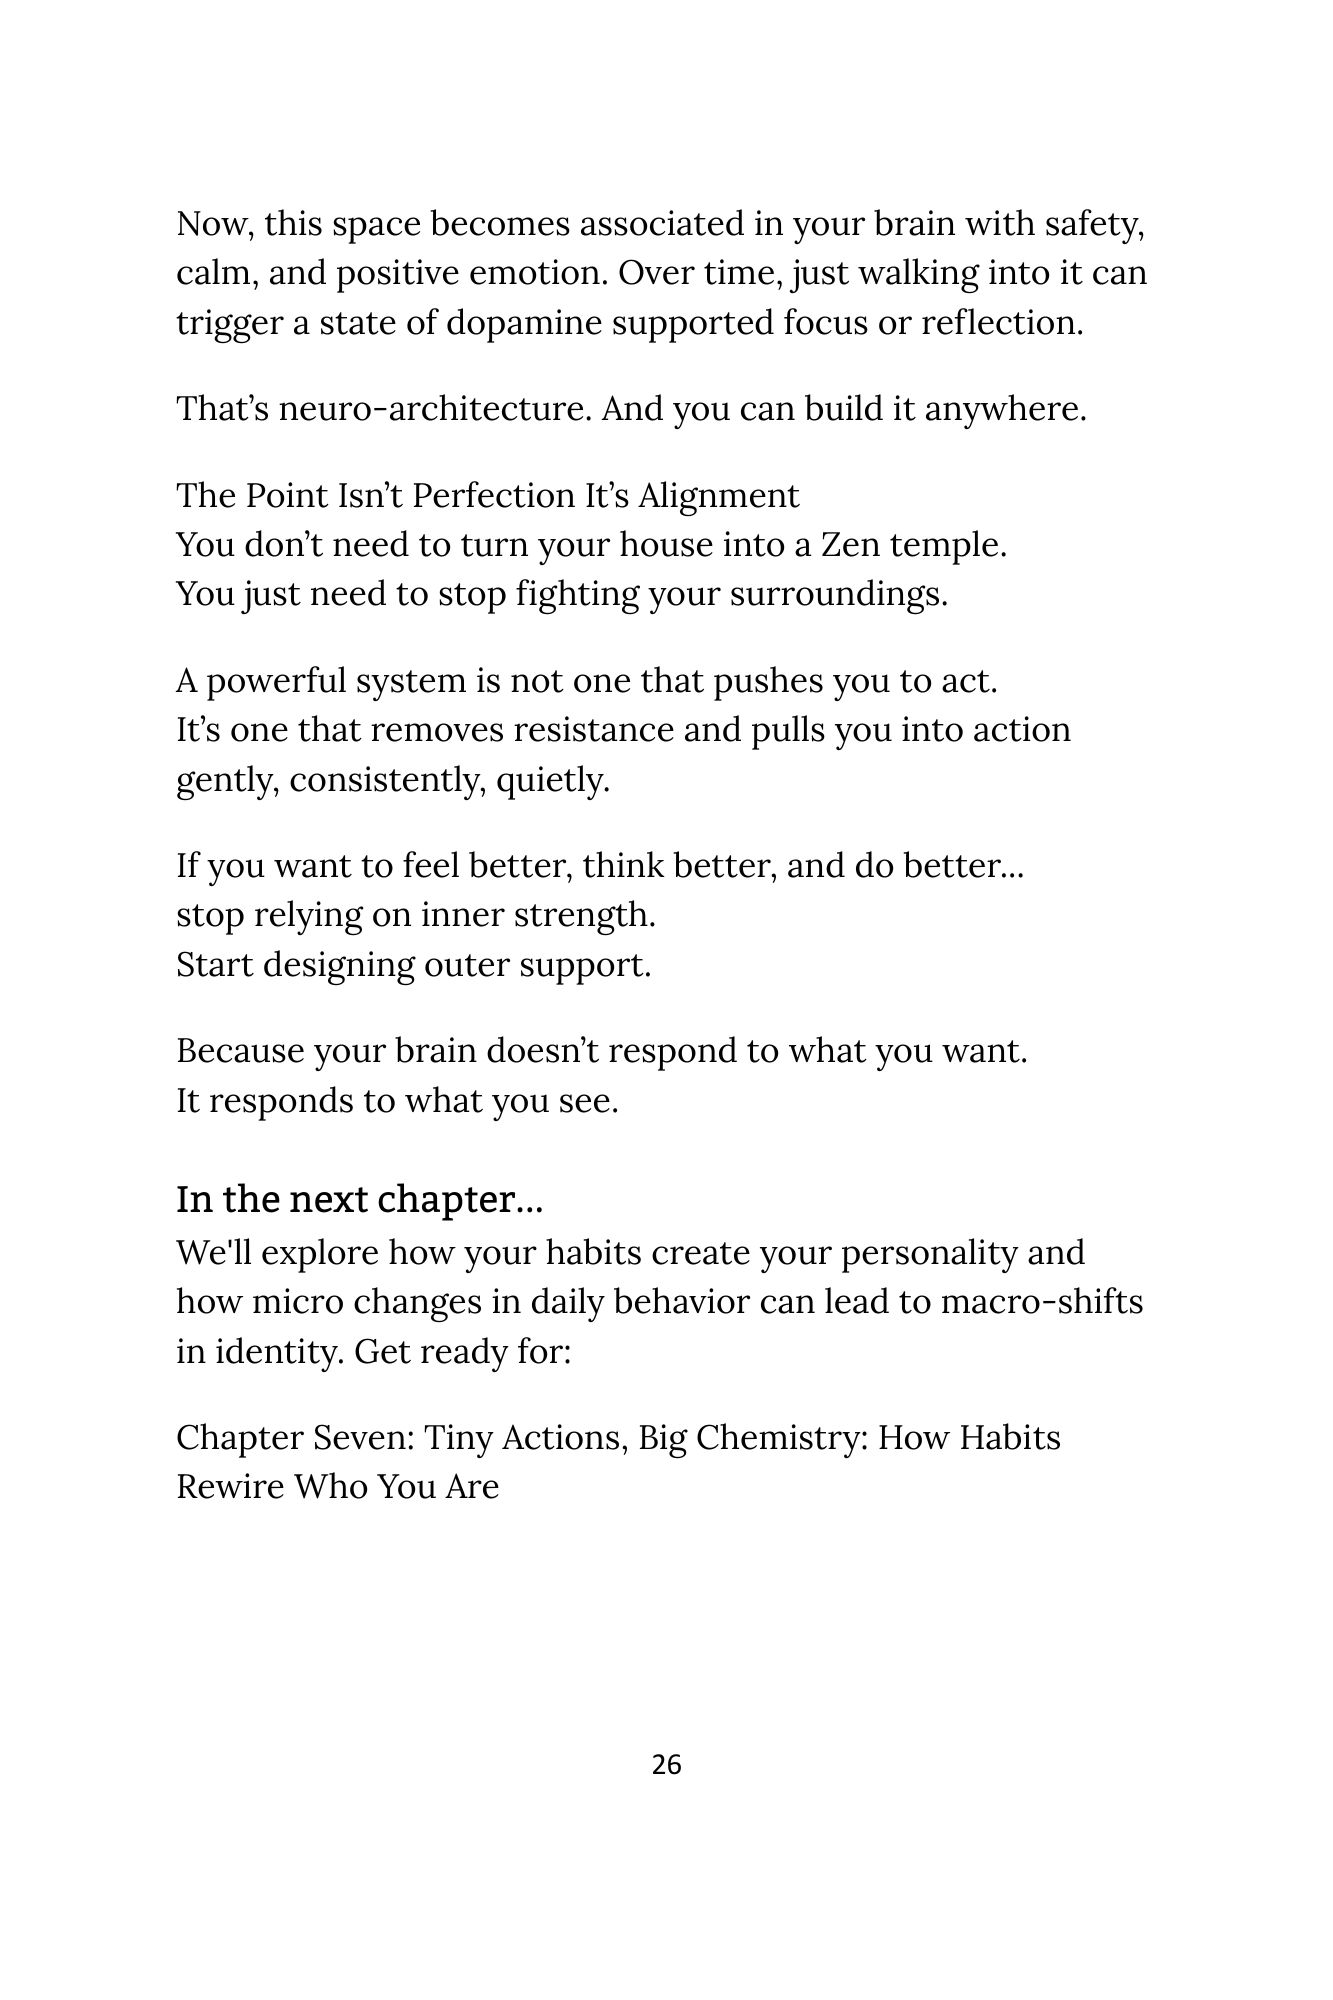 Now, this space becomes associated in your brain with safety,
calm, and positive emotion. Over time, just walking into it can
trigger a state of dopamine supported focus or reflection.
That’s neuro-architecture. And you can build it anywhere.
The Point Isn’t Perfection It’s Alignment
You don’t need to turn your house into a Zen temple.
You just need to stop fighting your surroundings.
A powerful system is not one that pushes you to act.
It’s one that removes resistance and pulls you into action
gently, consistently, quietly.
If you want to feel better, think better, and do better...
stop relying on inner strength.
Start designing outer support.
Because your brain doesn’t respond to what you want.
It responds to what you see.
In the next chapter...
We'll explore how your habits create your personality and
how micro changes in daily behavior can lead to macro-shifts
in identity. Get ready for:
Chapter Seven: Tiny Actions, Big Chemistry: How Habits
Rewire Who You Are
26